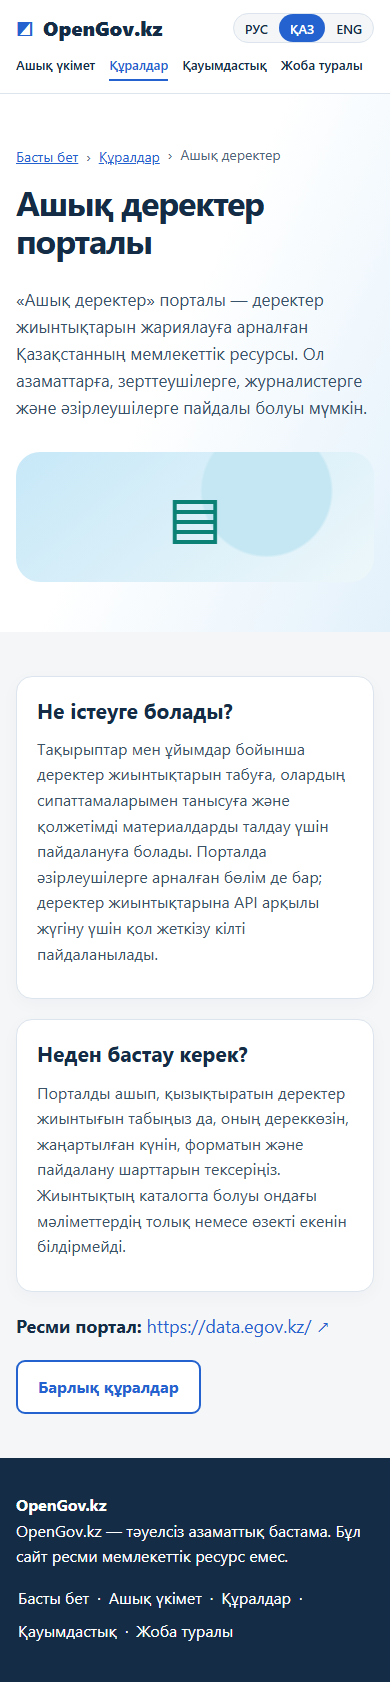 OpenGov.kz
РУС ҚАЗ ENG
Ашық үкімет Құралдар Қауымдастық Жоба туралы
Басты бет › Құралдар › Ашық деректер
Ашық деректер
порталы
«Ашық деректер» порталы — деректер
жиынтықтарын жариялауға арналған
Қазақстанның мемлекеттік ресурсы. Ол
азаматтарға, зерттеушілерге, журналистерге
және әзірлеушілерге пайдалы болуы мүмкін.
Не істеуге болады?
Тақырыптар мен ұйымдар бойынша
деректер жиынтықтарын табуға, олардың
сипаттамаларымен танысуға және
қолжетімді материалдарды талдау үшін
пайдалануға болады. Порталда
әзірлеушілерге арналған бөлім де бар;
деректер жиынтықтарына API арқылы
жүгіну үшін қол жеткізу кілті
пайдаланылады.
Неден бастау керек?
Порталды ашып, қызықтыратын деректер
жиынтығын табыңыз да, оның дереккөзін,
жаңартылған күнін, форматын және
пайдалану шарттарын тексеріңіз.
Жиынтықтың каталогта болуы ондағы
мәліметтердің толық немесе өзекті екенін
білдірмейді.
Ресми портал: https://data.egov.kz/ ↗
Барлық құралдар
OpenGov.kz
OpenGov.kz — тәуелсіз азаматтық бастама. Бұл
сайт ресми мемлекеттік ресурс емес.
Басты бет · Ашық үкімет · Құралдар ·
Қауымдастық · Жоба туралы